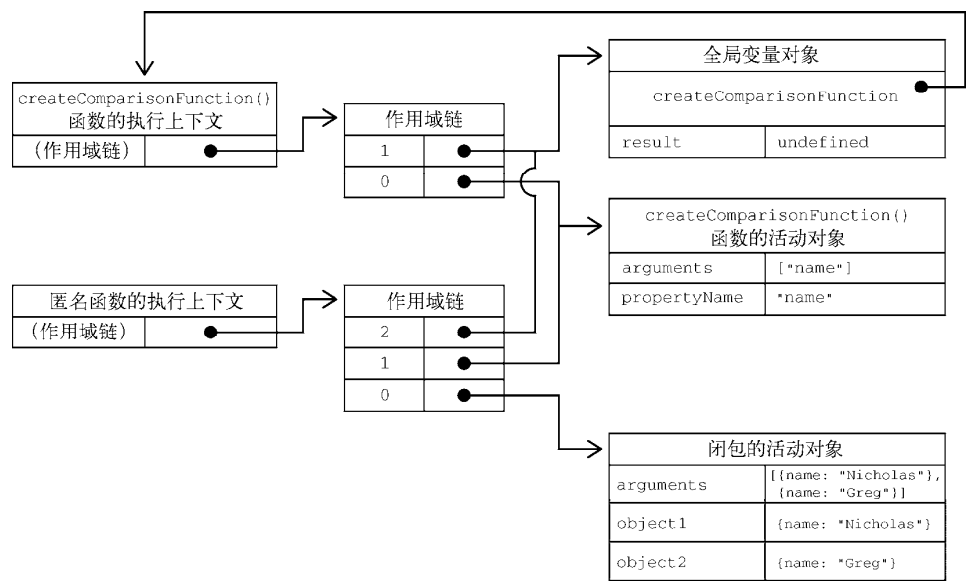 createComparisonFunction()
函数的执行上下文
(作用域链)
作用域链
1
0
全局变量对象
createComparisonFunction
result undefined
createComparisonFunction()
函数的活动对象
arguments ["name"]
propertyName "name"
匿名函数的执行上下文
(作用域链)
作用域链
2
1
0
闭包的活动对象
arguments [{name: "Nicholas"},
{name: "Greg"}]
object1 {name: "Nicholas"}
object2 {name: "Greg"}